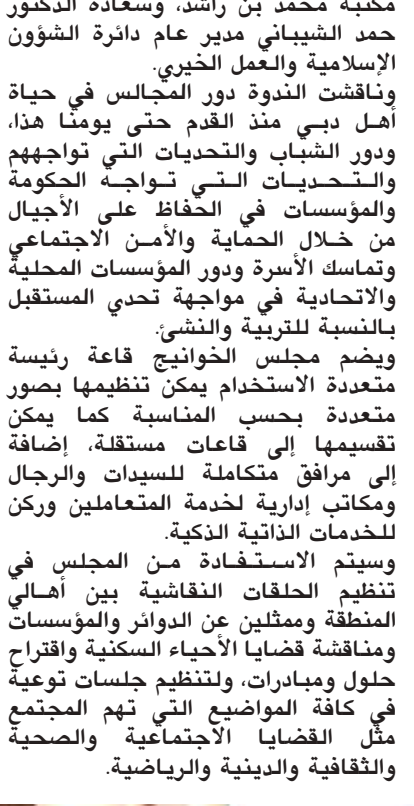 مكتبة محمد بن راشد، وسعادة الدكتور
حمد الشيباني مدير عام دائرة الشؤون
الإسلامية والعمل الخيري.
وناقشت الندوة دور المجالس في حياة
أهل دبي منذ القدم حتى يومنا هذا،
ودور الشباب والتحديات التي تواجههم
والتحديات التي تواجه الحكومة
والمؤسسات في الحفاظ على الأجيال
من خلال الحماية والأمن الاجتماعي
وتماسك الأسرة ودور المؤسسات المحلية
والاتحادية في مواجهة تحدي المستقبل
بالنسبة للتربية والنشئ.
ويضم مجلس الخوانيج قاعة رئيسة
متعددة الاستخدام يمكن تنظيمها بصور
متعددة بحسب المناسبة كما يمكن
تقسيمها إلى قاعات مستقلة، إضافة
إلى مرافق متكاملة للسيدات والرجال
ومكاتب إدارية لخدمة المتعاملين وركن
للخدمات الذاتية الذكية.
وسيتم الاستفادة من المجلس في
تنظيم الحلقات النقاشية بين أهالي
المنطقة وممثلين عن الدوائر والمؤسسات
ومناقشة قضايا الأحياء السكنية واقتراح
حلول ومبادرات، ولتنظيم جلسات توعية
في كافة المواضيع التي تهم المجتمع
مثل القضايا الاجتماعية والصحية
والثقافية والدينية والرياضية.